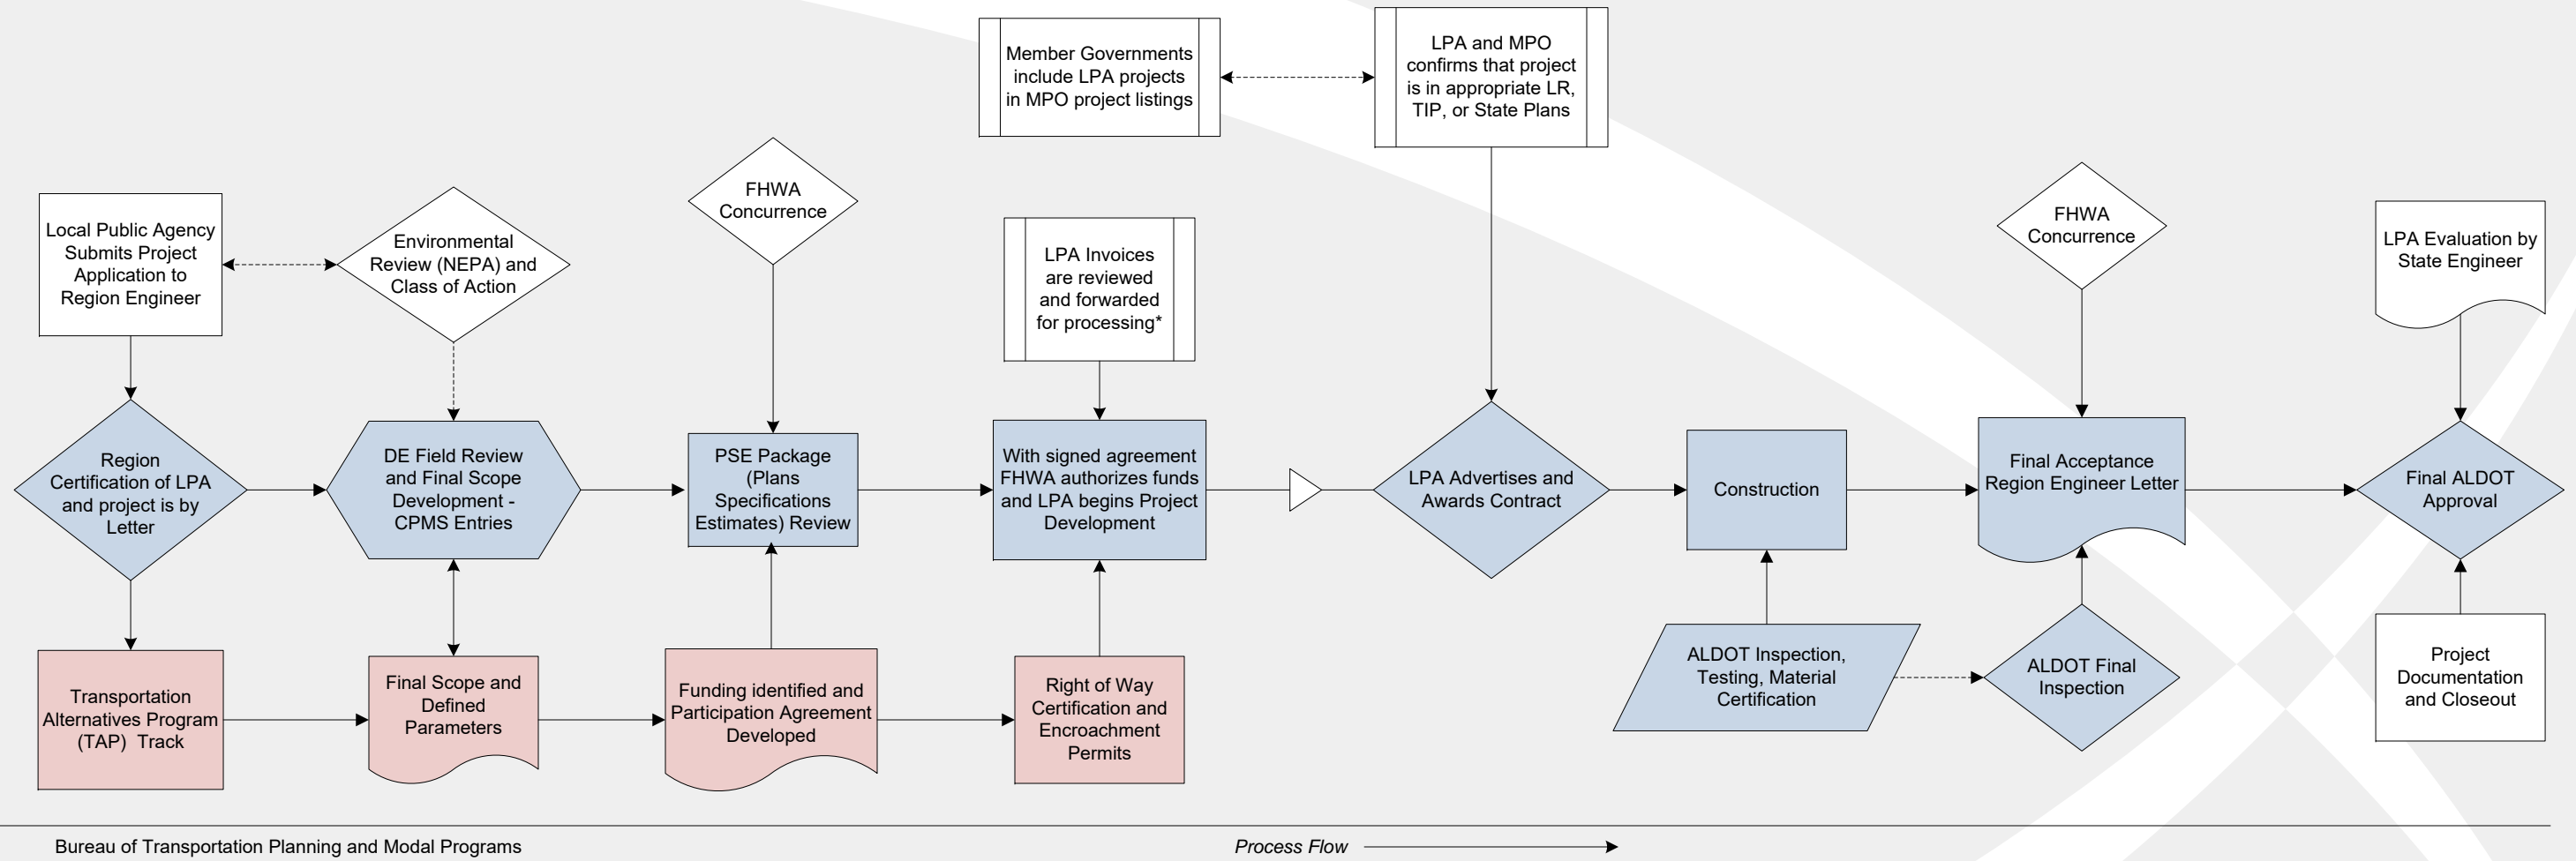 Member Governments
include LPA projects
in MPO project listings
LPA and MPO
confirms that project
is in appropriate LR,
TIP, or State Plans
Local Public Agency
Submits Project
Application to
Region Engineer
Environmental
Review (NEPA) and
Class of Action
FHWA
Concurrence
LPA Invoices
are reviewed
and forwarded
for processing*
FHWA
Concurrence
LPA Evaluation by
State Engineer
Region
Certification of LPA
and project is by
Letter
DE Field Review
and Final Scope
Development -
CPMS Entries
PSE Package
(Plans
Specifications
Estimates) Review
With signed agreement
FHWA authorizes funds
and LPA begins Project
Development
LPA Advertises and
Awards Contract
Construction
Final Acceptance
Region Engineer Letter
Final ALDOT
Approval
Transportation
Alternatives Program
(TAP) Track
Final Scope and
Defined
Parameters
Funding identified and
Participation Agreement
Developed
Right of Way
Certification and
Encroachment
Permits
ALDOT Inspection,
Testing, Material
Certification
ALDOT Final
Inspection
Project
Documentation
and Closeout
Bureau of Transportation Planning and Modal Programs
Process Flow